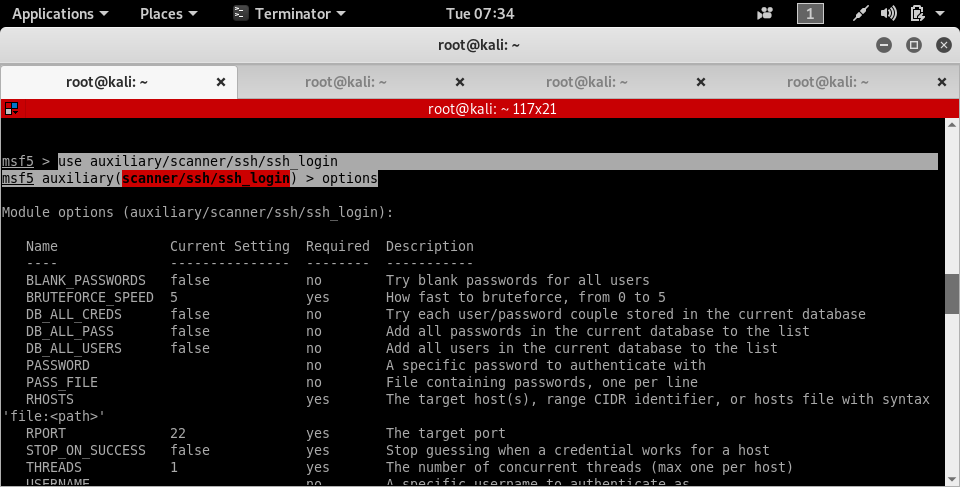 Applications Places Terminator Tue 07:34 1
root@kali: ~
root@kali: ~ root@kali: ~ root@kali: ~ root@kali: ~
root@kali: ~ 117x21
msf5 > use auxiliary/scanner/ssh/ssh_login
msf5 auxiliary(scanner/ssh/ssh_login) > options
Module options (auxiliary/scanner/ssh/ssh_login):
Name Current Setting Required Description
---- --------------- -------- -----------
BLANK_PASSWORDS false no Try blank passwords for all users
BRUTEFORCE_SPEED 5 yes How fast to bruteforce, from 0 to 5
DB_ALL_CREDS false no Try each user/password couple stored in the current database
DB_ALL_PASS false no Add all passwords in the current database to the list
DB_ALL_USERS false no Add all users in the current database to the list
PASSWORD no A specific password to authenticate with
PASS_FILE no File containing passwords, one per line
RHOSTS yes The target host(s), range CIDR identifier, or hosts file with syntax
'file:<path>'
RPORT 22 yes The target port
STOP_ON_SUCCESS false yes Stop guessing when a credential works for a host
THREADS 1 yes The number of concurrent threads (max one per host)
USERNAME no A specific username to authenticate as